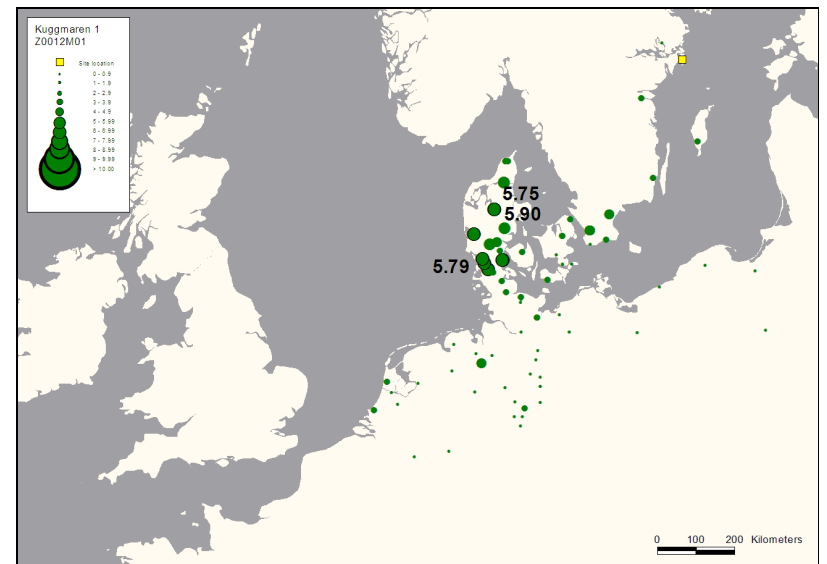 Kuggmaren 1
Z0012M01
Site location
0 - 0.9
1 - 1.9
2 - 2.9
3 - 3.9
4 - 4.9
5 - 5.99
6 - 6.99
7 - 7.99
8 - 8.99
9 - 9.99
> 10.00
5.75
5.90
5.79
0 100 200 Kilometers